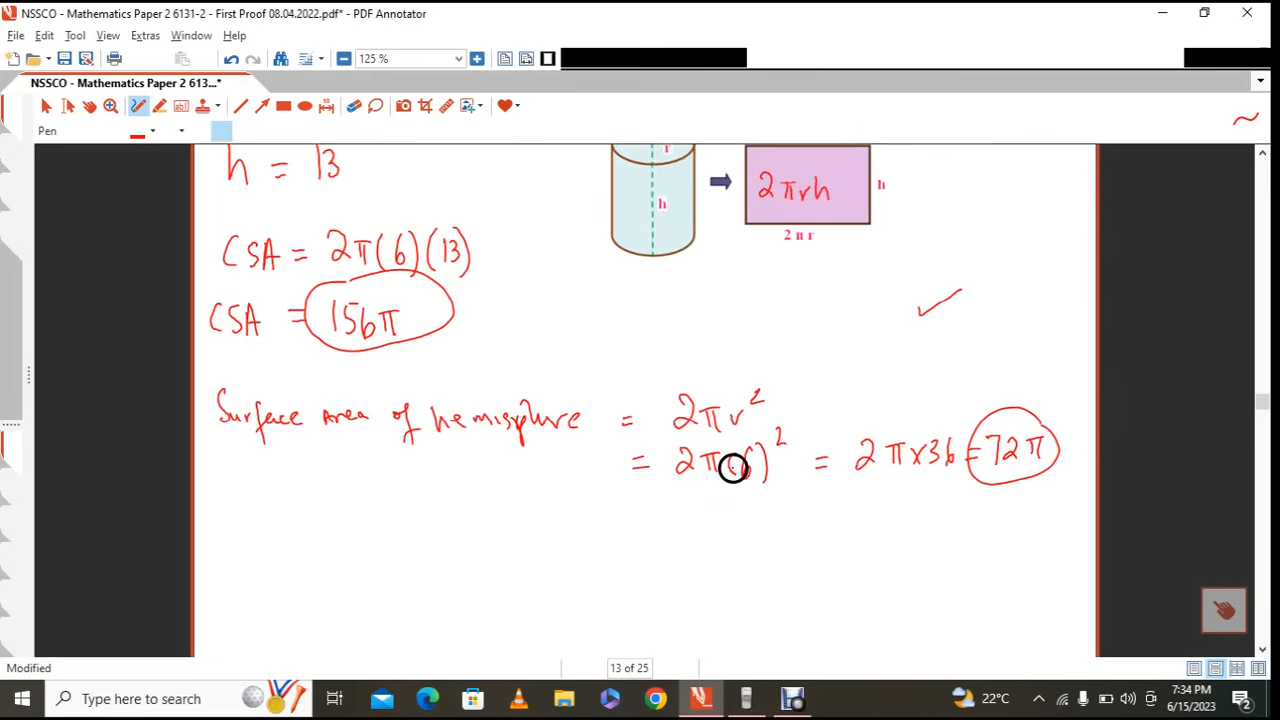 NSSCO - Mathematics Paper 2 6131-2 - First Proof 08.04.2022.pdf* - PDF Annotator
File Edit Tool View Extras Window Help
125 %
NSSCO - Mathematics Paper 2 613...*
Pen
h = 13
r
h
2πrh
h
2 π r
CSA = 2π(6)(13)
CSA = 156π
Surface Area of hemisphere = 2πr²
= 2π(6)² = 2π×36 = 72π
Modified
13 of 25
Type here to search
22°C
7:34 PM
6/15/2023
2